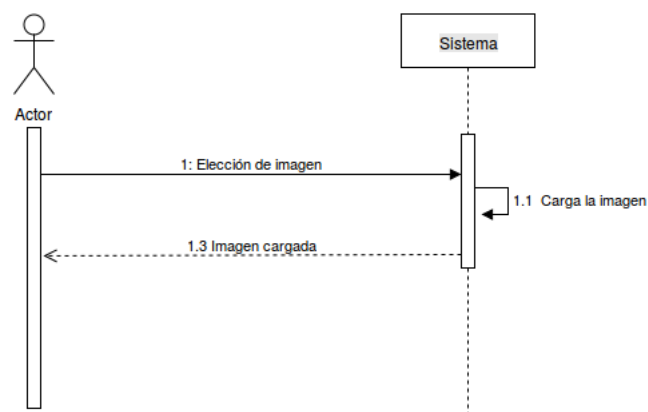 Sistema
Actor
1: Elección de imagen
1.1 Carga la imagen
1.3 Imagen cargada